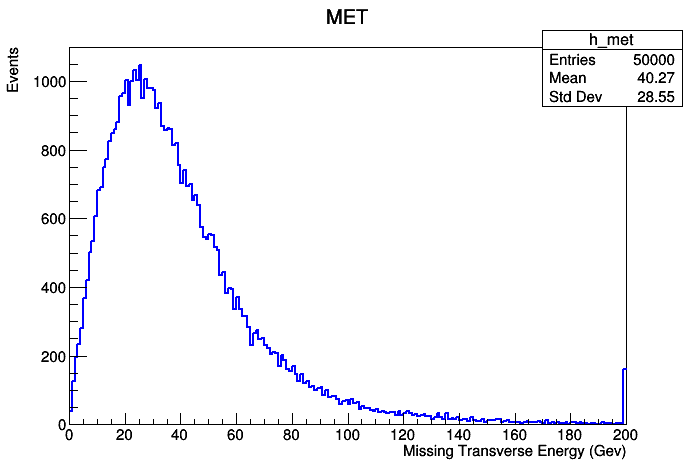 MET
h_met
Entries 50000
Mean 40.27
Std Dev 28.55
Events
1000
800
600
400
200
0
0 20 40 60 80 100 120 140 160 180 200
Missing Transverse Energy (Gev)